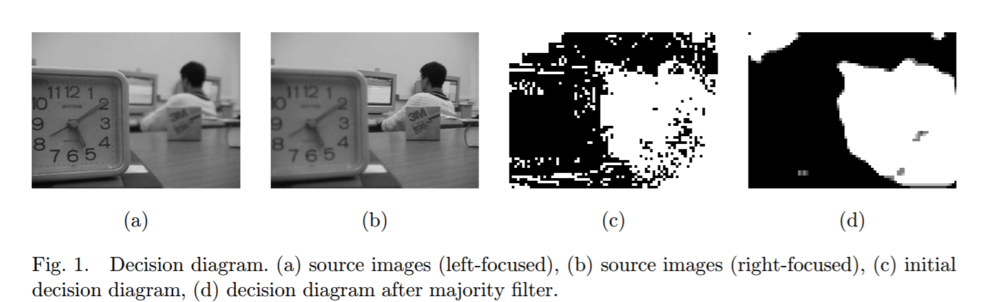 11 12 1
10 2
RHYTHM
9 3
8 4
7 6 5
3M
11 12 1
10 2
RHYTHM
9 3
8 4
7 6 5
3M
(a) (b) (c) (d)
Fig. 1. Decision diagram. (a) source images (left-focused), (b) source images (right-focused), (c) initial
decision diagram, (d) decision diagram after majority filter.